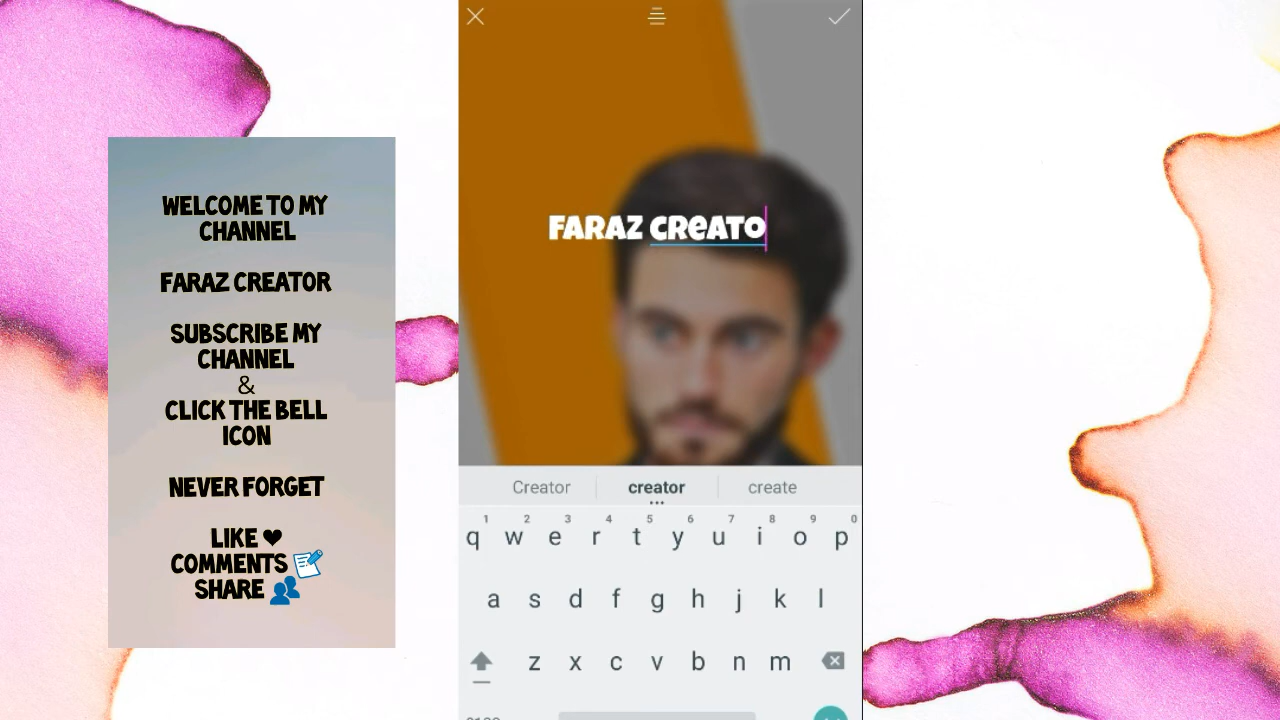 WELCOME TO MY
CHANNEL
FARAZ CREATOR
SUBSCRIBE MY
CHANNEL
&
CLICK THE BELL
ICON
NEVER FORGET
LIKE ❤
COMMENTS 📝
SHARE 👥
FARAZ CREATO
Creator creator create
1 2 3 4 5 6 7 8 9 0
q w e r t y u i o p
a s d f g h j k l
z x c v b n m